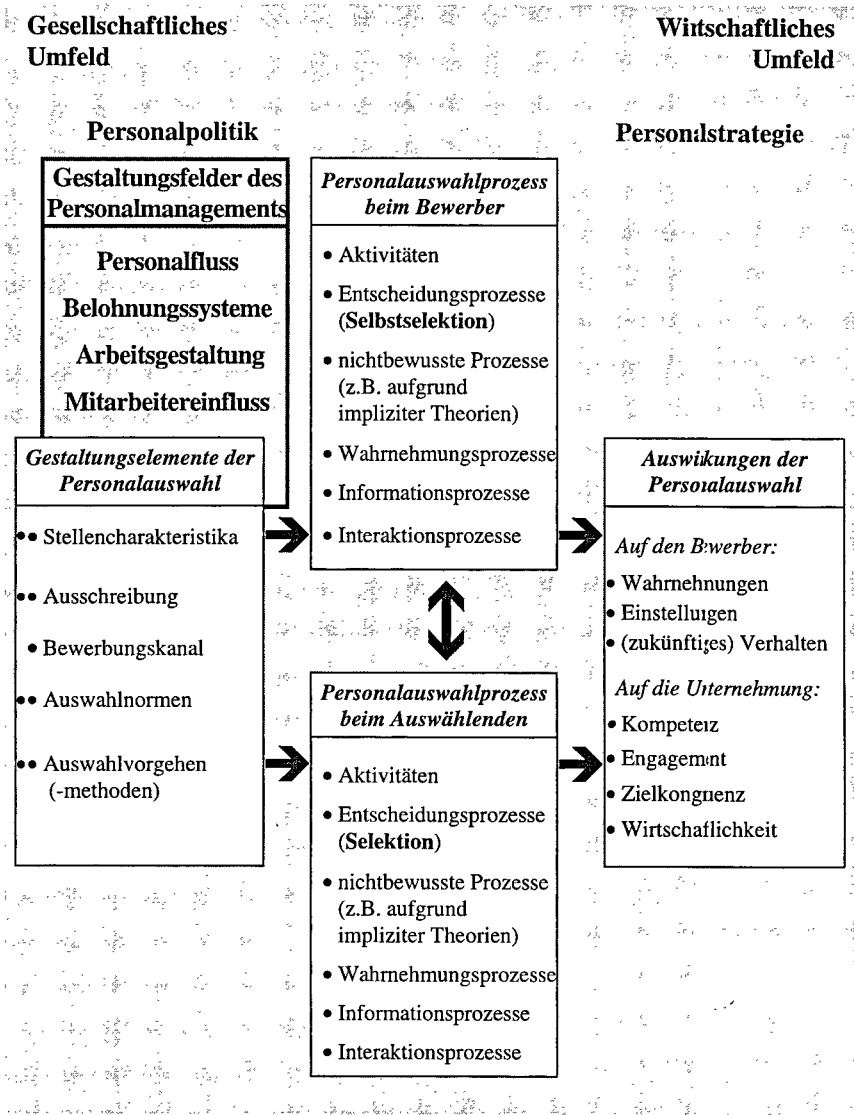 Gesellschaftliches
Umfeld
Wirtschaftliches
Umfeld
Personalpolitik
Personalstrategie
Gestaltungsfelder des
Personalmanagements
Personalfluss
Belohnungssysteme
Arbeitsgestaltung
Mitarbeitereinfluss
Gestaltungselemente der
Personalauswahl
•• Stellencharakteristika
•• Ausschreibung
• Bewerbungskanal
•• Auswahlnormen
•• Auswahlvorgehen
(-methoden)
Personalauswahlprozess
beim Bewerber
• Aktivitäten
• Entscheidungsprozesse
(Selbstselektion)
• nichtbewusste Prozesse
(z.B. aufgrund
impliziter Theorien)
• Wahrnehmungsprozesse
• Informationsprozesse
• Interaktionsprozesse
Personalauswahlprozess
beim Auswählenden
• Aktivitäten
• Entscheidungsprozesse
(Selektion)
• nichtbewusste Prozesse
(z.B. aufgrund
impliziter Theorien)
• Wahrnehmungsprozesse
• Informationsprozesse
• Interaktionsprozesse
Auswirkungen der
Personalauswahl
Auf den Bewerber:
• Wahrnehmungen
• Einstellungen
• (zukünftiges) Verhalten
Auf die Unternehmung:
• Kompetenz
• Engagement
• Zielkongruenz
• Wirtschaflichkeit